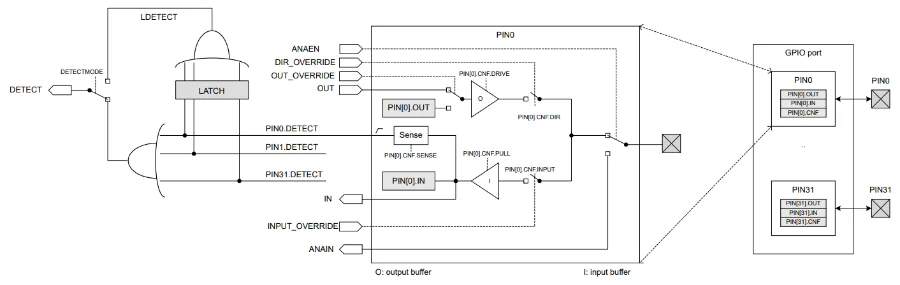 LDETECT
DETECTMODE
DETECT
LATCH
PIN0.DETECT
PIN1.DETECT
PIN31.DETECT
PIN0
ANAEN
DIR_OVERRIDE
OUT_OVERRIDE
OUT
PIN[0].CNF.DRIVE
O
PIN[0].OUT
PIN[0].CNF.DIR
Sense
PIN[0].CNF.SENSE
PIN[0].CNF.PULL
PIN[0].CNF.INPUT
PIN[0].IN
I
IN
INPUT_OVERRIDE
ANAIN
O: output buffer
I: input buffer
GPIO port
PIN0
PIN[0].OUT
PIN[0].IN
PIN[0].CNF
PIN0
..
PIN31
PIN[31].OUT
PIN[31].IN
PIN[31].CNF
PIN31